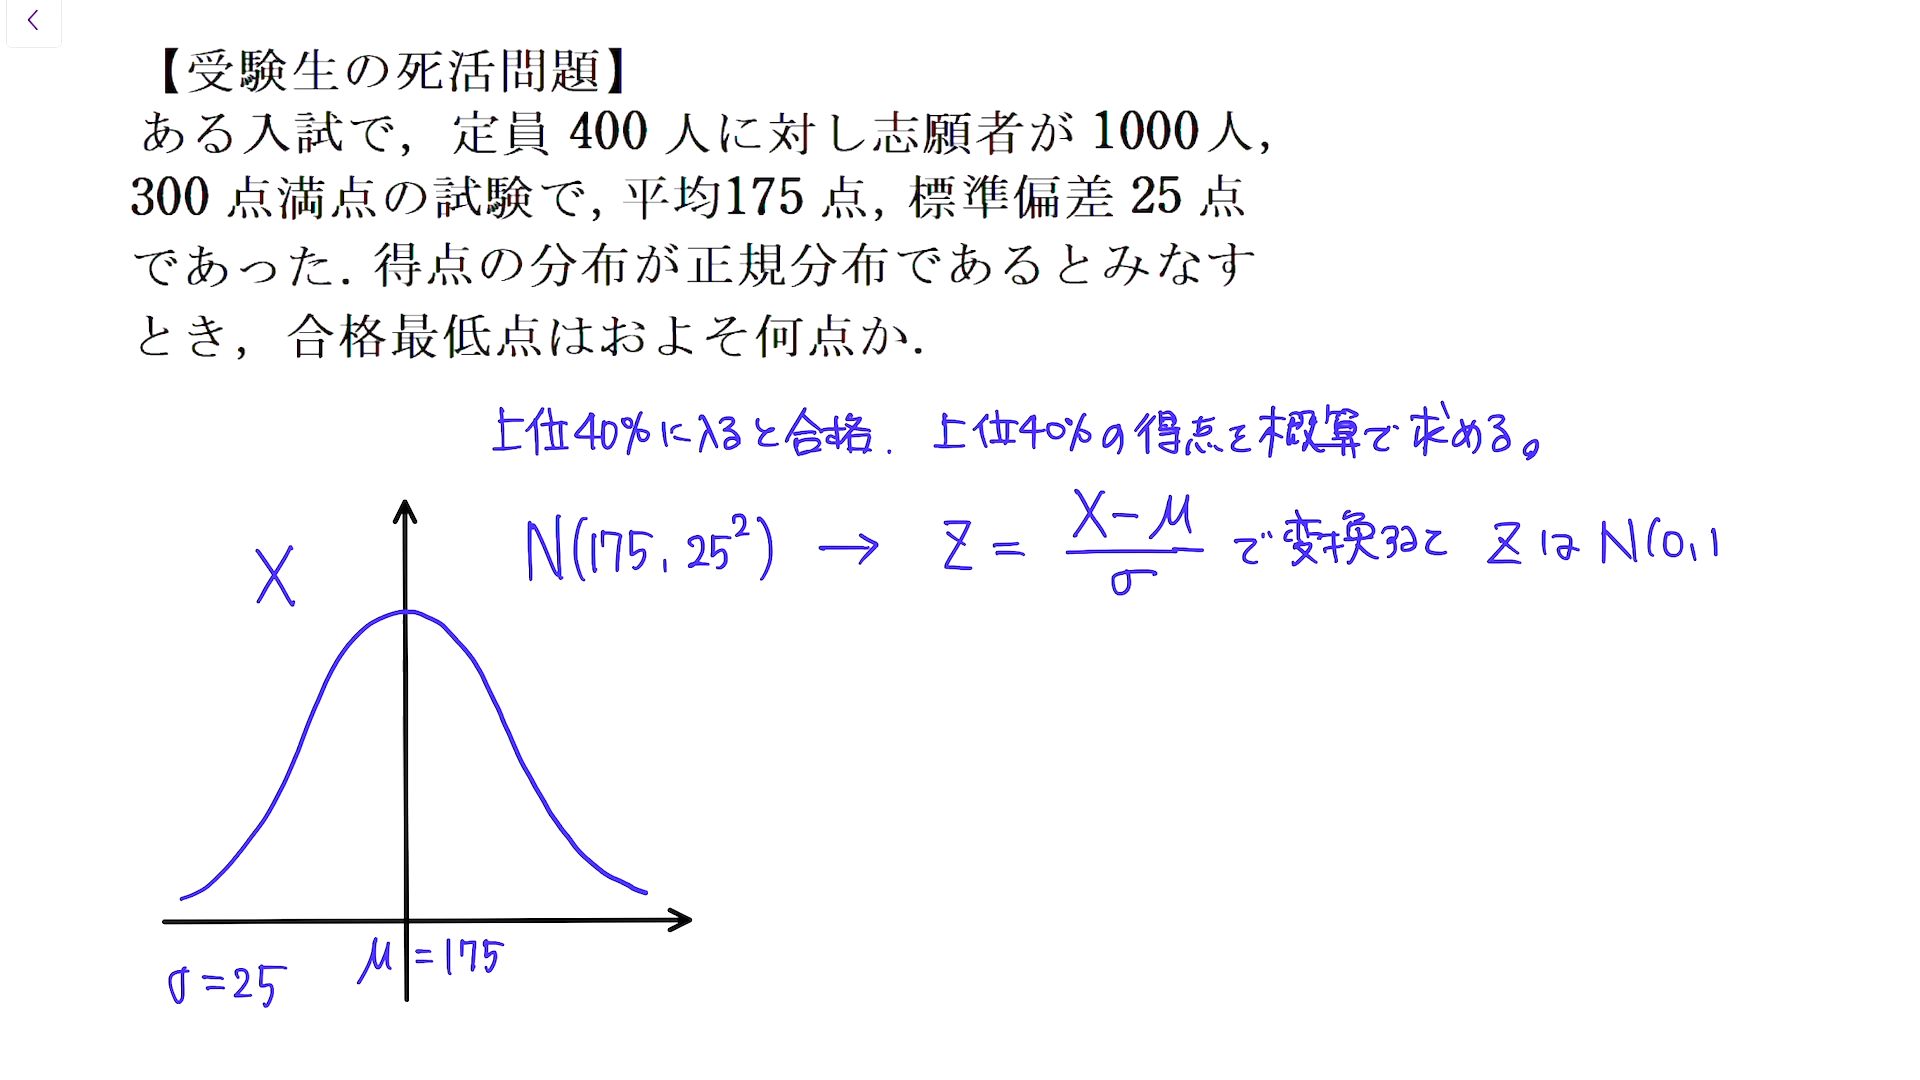 【受験生の死活問題】
ある入試で, 定員 400 人に対し志願者が 1000人,
300 点満点の試験で, 平均175 点, 標準偏差 25 点
であった. 得点の分布が正規分布であるとみなす
とき, 合格最低点はおよそ何点か.
上位40%に入ると合格. 上位40%の得点を概算で求める。
N(175, 25²) → Z = (X-μ)/σ で変換すると Z は N(0, 1
X
μ=175
σ=25